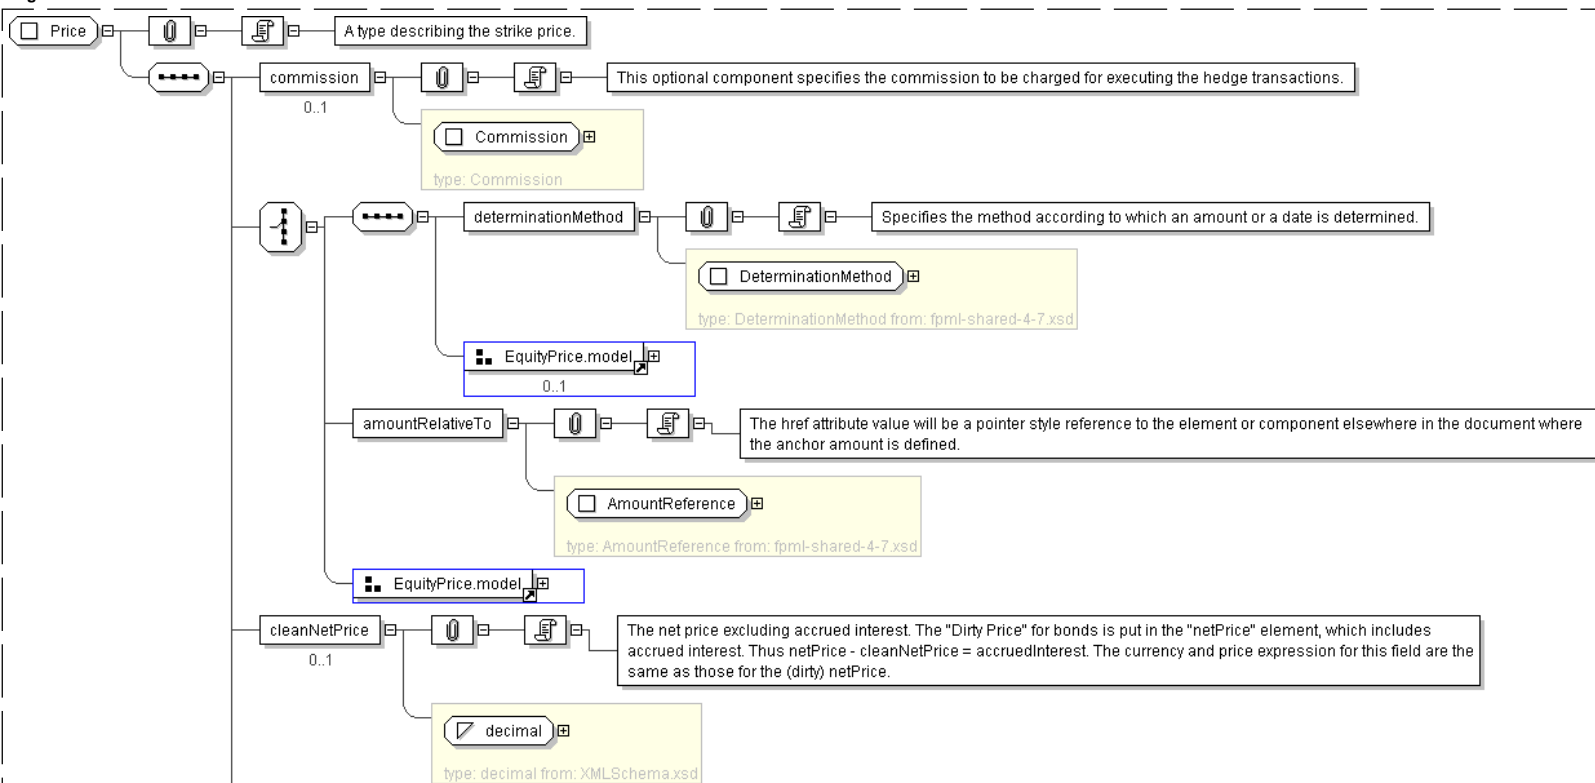 Price
A type describing the strike price.
commission
This optional component specifies the commission to be charged for executing the hedge transactions.
0..1
Commission
type: Commission
determinationMethod
Specifies the method according to which an amount or a date is determined.
DeterminationMethod
type: DeterminationMethod from: fpml-shared-4-7.xsd
EquityPrice.model
0..1
amountRelativeTo
The href attribute value will be a pointer style reference to the element or component elsewhere in the document where
the anchor amount is defined.
AmountReference
type: AmountReference from: fpml-shared-4-7.xsd
EquityPrice.model
cleanNetPrice
0..1
The net price excluding accrued interest. The "Dirty Price" for bonds is put in the "netPrice" element, which includes
accrued interest. Thus netPrice - cleanNetPrice = accruedInterest. The currency and price expression for this field are the
same as those for the (dirty) netPrice.
decimal
type: decimal from: XMLSchema.xsd